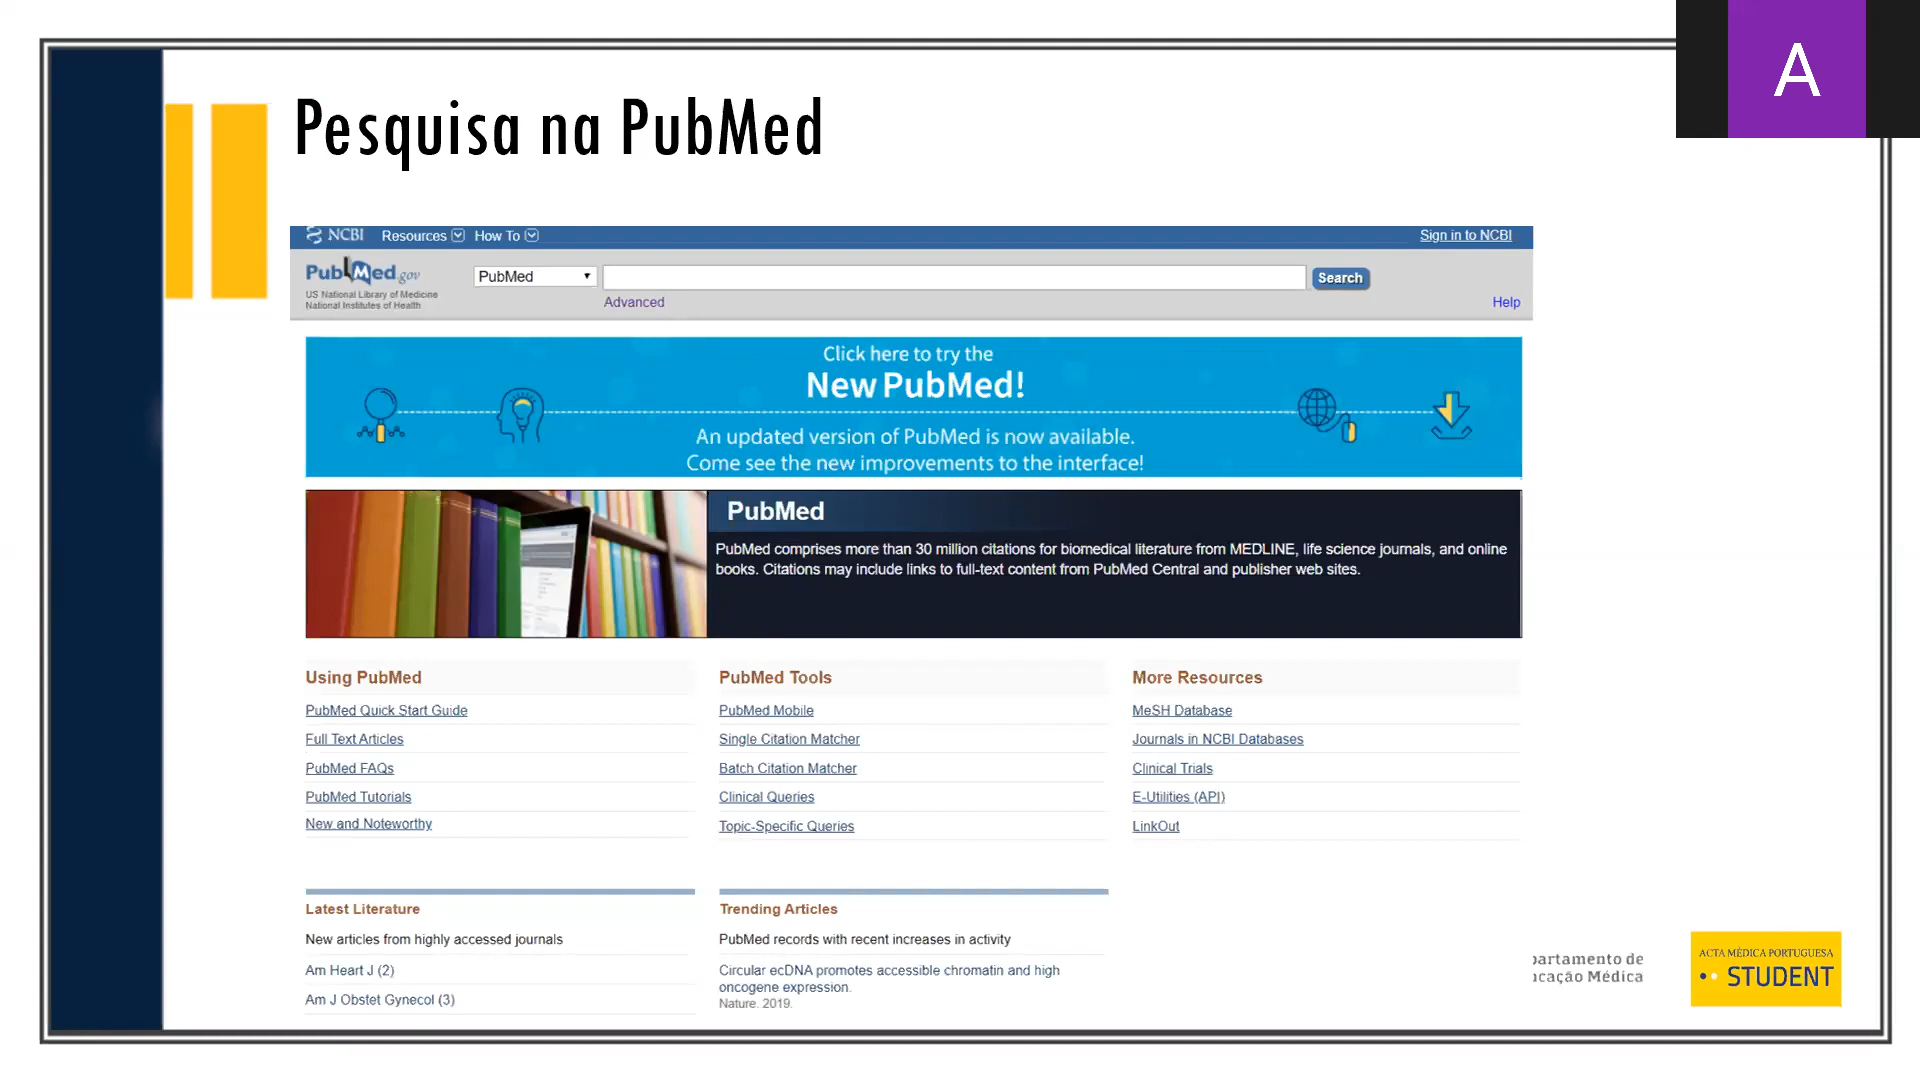 A
Pesquisa na PubMed
NCBI Resources How To Sign in to NCBI
PubMed.gov
US National Library of Medicine
National Institutes of Health
PubMed
Search
Advanced
Help
Click here to try the
New PubMed!
An updated version of PubMed is now available.
Come see the new improvements to the interface!
PubMed
PubMed comprises more than 30 million citations for biomedical literature from MEDLINE, life science journals, and online
books. Citations may include links to full-text content from PubMed Central and publisher web sites.
Using PubMed
PubMed Quick Start Guide
Full Text Articles
PubMed FAQs
PubMed Tutorials
New and Noteworthy
PubMed Tools
PubMed Mobile
Single Citation Matcher
Batch Citation Matcher
Clinical Queries
Topic-Specific Queries
More Resources
MeSH Database
Journals in NCBI Databases
Clinical Trials
E-Utilities (API)
LinkOut
Latest Literature
New articles from highly accessed journals
Am Heart J (2)
Am J Obstet Gynecol (3)
Trending Articles
PubMed records with recent increases in activity
Circular ecDNA promotes accessible chromatin and high
oncogene expression.
Nature. 2019.
partamento de
ucação Médica
ACTA MÉDICA PORTUGUESA
STUDENT